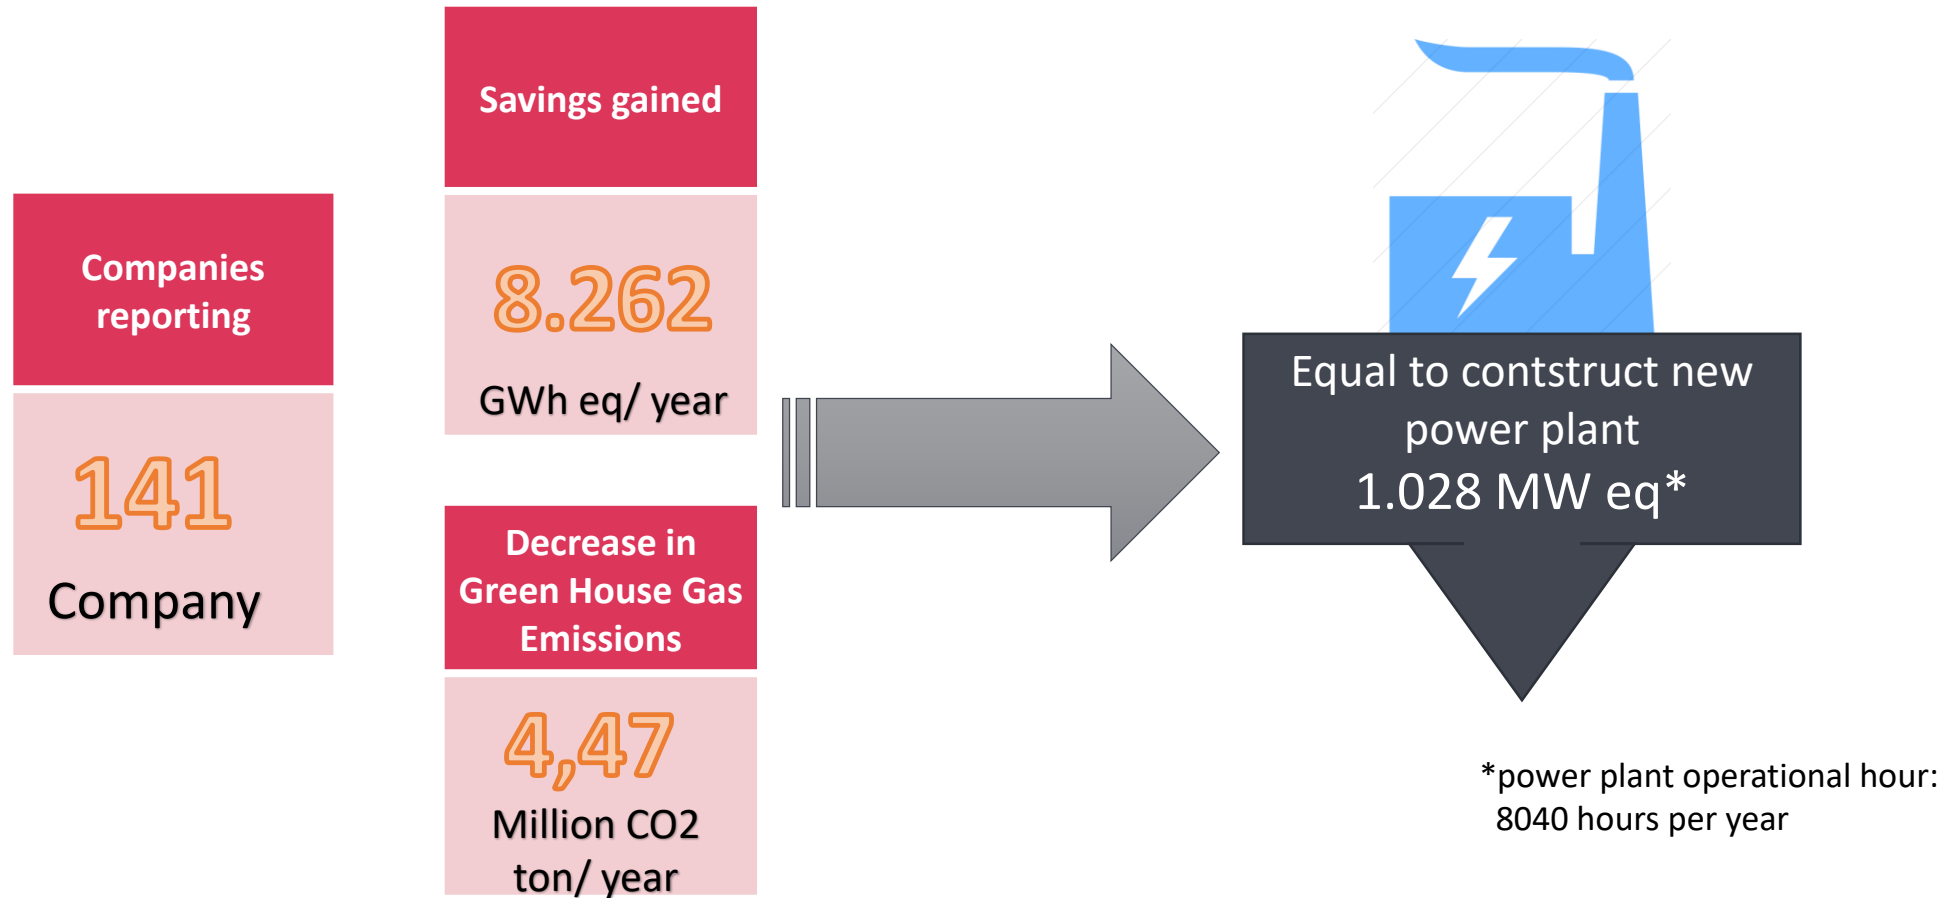 Companies
reporting
141
Company
Savings gained
8.262
GWh eq/ year
Decrease in
Green House Gas
Emissions
4,47
Million CO2
ton/ year
Equal to contstruct new
power plant
1.028 MW eq*
*power plant operational hour:
8040 hours per year